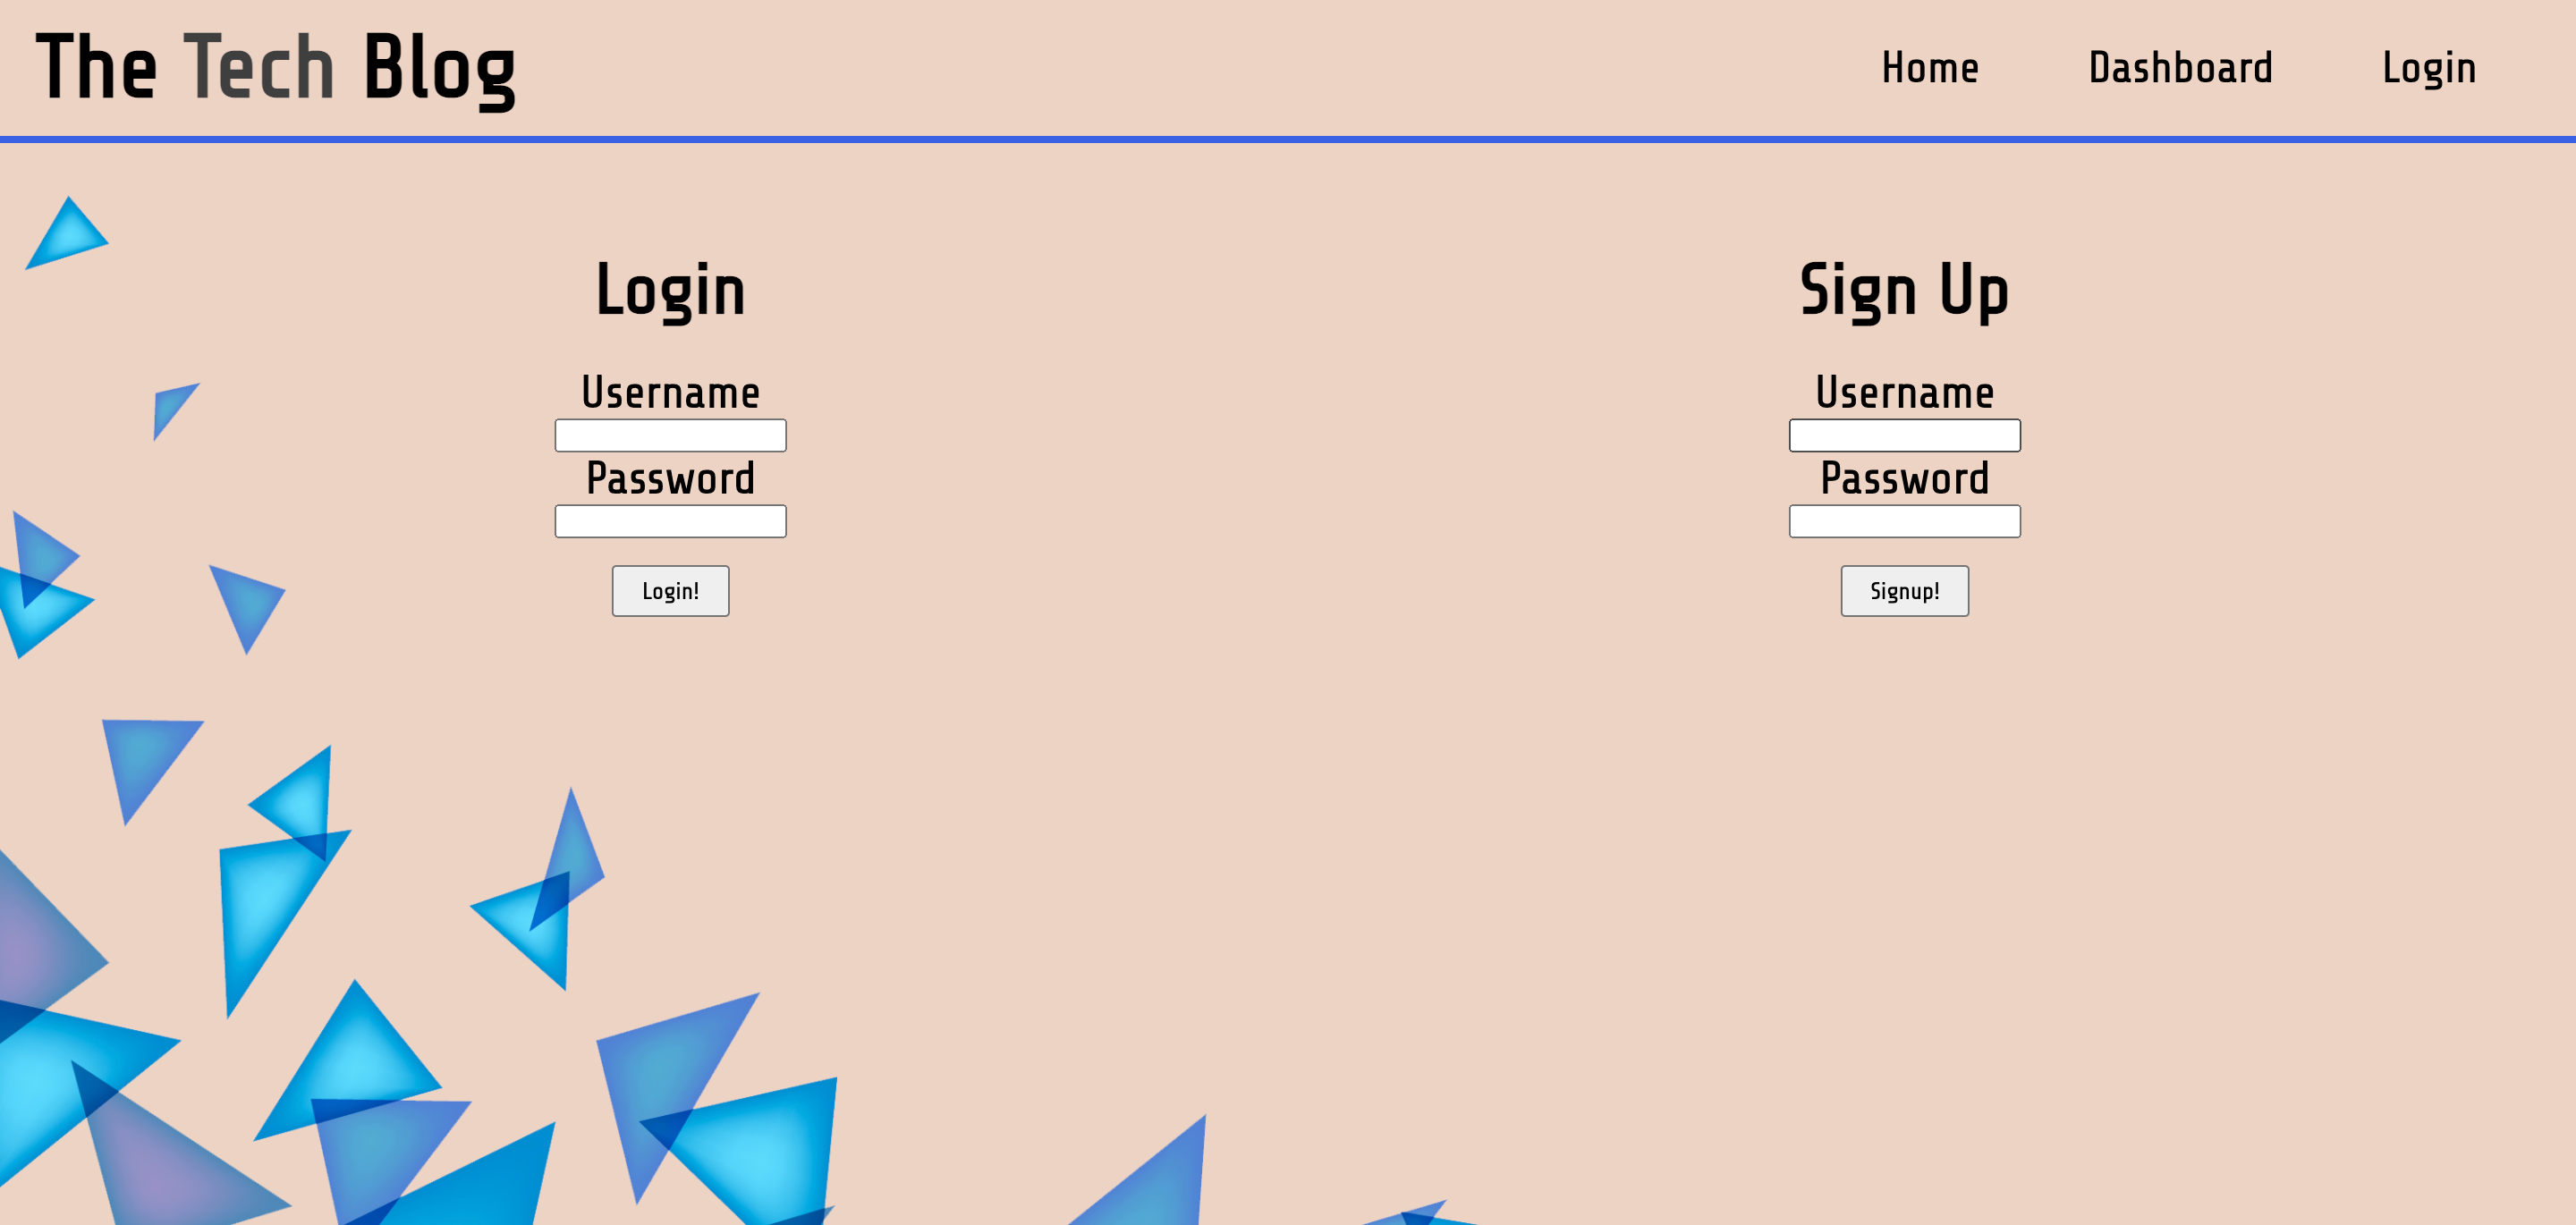 The Tech Blog
Home Dashboard Login
Login
Username
Password
Login!
Sign Up
Username
Password
Signup!